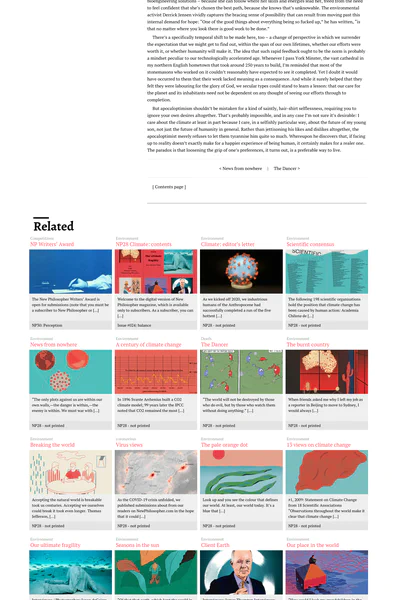 bioengineering solutions – because knowing where her skills and energies lead her, freed from the need
to feel confident that she's chosen the best path, because she knows that's unknowable. The environmental
activist Derrick Jensen vividly captures the bracing sense of possibility that can result from moving past this
internal demand for hope: "One of the good things about everything being so fucked up," he has written, "is
that no matter where you look there is good work to be done."
There's a specifically temporal shift to be made here, too – a change of perspective in which we surrender
the expectation that we might get to find out, within the span of our own lifetimes, whether our efforts were
worth it, or whether humanity will make it. The idea that such rapid feedback ought to be the norm is probably
a mindset peculiar to our technologically accelerated age. Whenever I pass York Minster, the vast cathedral in
my northern English hometown that took around 250 years to build, I'm reminded that most of the
stonemasons who worked on it couldn't reasonably have expected to see it completed. Yet I doubt it would
have occurred to them that their work lacked meaning as a consequence. And while it surely helped that they
felt they were labouring for the glory of God, we secular types could stand to learn a lesson: that our care for
the planet and its inhabitants need not be dependent on any thought of seeing our efforts through to
completion.
But apocaloptimism shouldn't be mistaken for a kind of saintly, hair-shirt selflessness, requiring you to
ignore your own desires altogether. That's probably impossible, and in any case I'm not sure it's desirable: I
care about the climate at least in part because I care, in a selfishly particular way, about the future of my young
son, not just the future of humanity in general. Rather than jettisoning his likes and dislikes altogether, the
apocaloptimist merely refuses to let them tyrannise him quite so much. Whereupon he discovers that, if facing
up to reality doesn't exactly make for a happier experience of being human, it certainly makes for a realer one.
The paradox is that loosening the grip of one's preferences, it turns out, is a preferable way to live.
< News from nowhere | The Dancer >
[ Contents page ]
Related
Competitions
NP Writers' Award
The New Philosopher Writers' Award is
open for submissions (note that you must be
a subscriber to New Philosopher or […]
NP30: Perception
Environment
NP28 Climate: contents
Welcome to the digital version of New
Philosopher magazine, which is available
only to subscribers. As a subscriber, you can
[…]
Environment
Climate: editor's letter
As we kicked off 2020, we industrious
humans of the Anthropocene had
successfully completed a run of the five
hottest […]
NP28 - not printed
Environment
Scientific consensus
SCIENTIFIC
The following 198 scientific organisations
hold the position that climate change has
been caused by human action: Academia
Chilena de […]
NP28 - not printed
Environment
News from nowhere
"The only plots against us are within our
own walls,—the danger is within,—the
enemy is within. We must war with […]
NP28 - not printed
Environment
A century of climate change
In 1896 Svante Arrhenius built a CO2
climate model; 99 years later the IPCC
noted that CO2 remained the most […]
NP28 - not printed
The Dancer
"The world will not be destroyed by those
who do evil, but by those who watch them
without doing anything." […]
NP28 - not printed
Environment
The burnt country
When friends asked me why I left my job as
a reporter in Beijing to move to Sydney, I
would always […]
NP28 - not printed
Environment
Breaking the world
Accepting the natural world is breakable
took us centuries. Accepting we ourselves
could break it took even longer. Thomas
Jefferson, […]
NP28 - not printed
Virus views
As the COVID-19 crisis unfolded, we
published submissions about from our
readers on NewPhilosopher.com in the hope
that it could […]
NP28 - not printed
Environment
The pale orange dot
Look up and you see the colour that defines
our world. At least, our world today. It's a
blue that […]
NP28 - not printed
Environment
13 views on climate change
#1, 2009: Statement on Climate Change
from 18 Scientific Associations
"Observations throughout the world make it
clear that climate change […]
NP28 - not printed
Environment
Our ultimate fragility
Environment
Seasons in the sun
Environment
Client Earth
Environment
Our place in the world